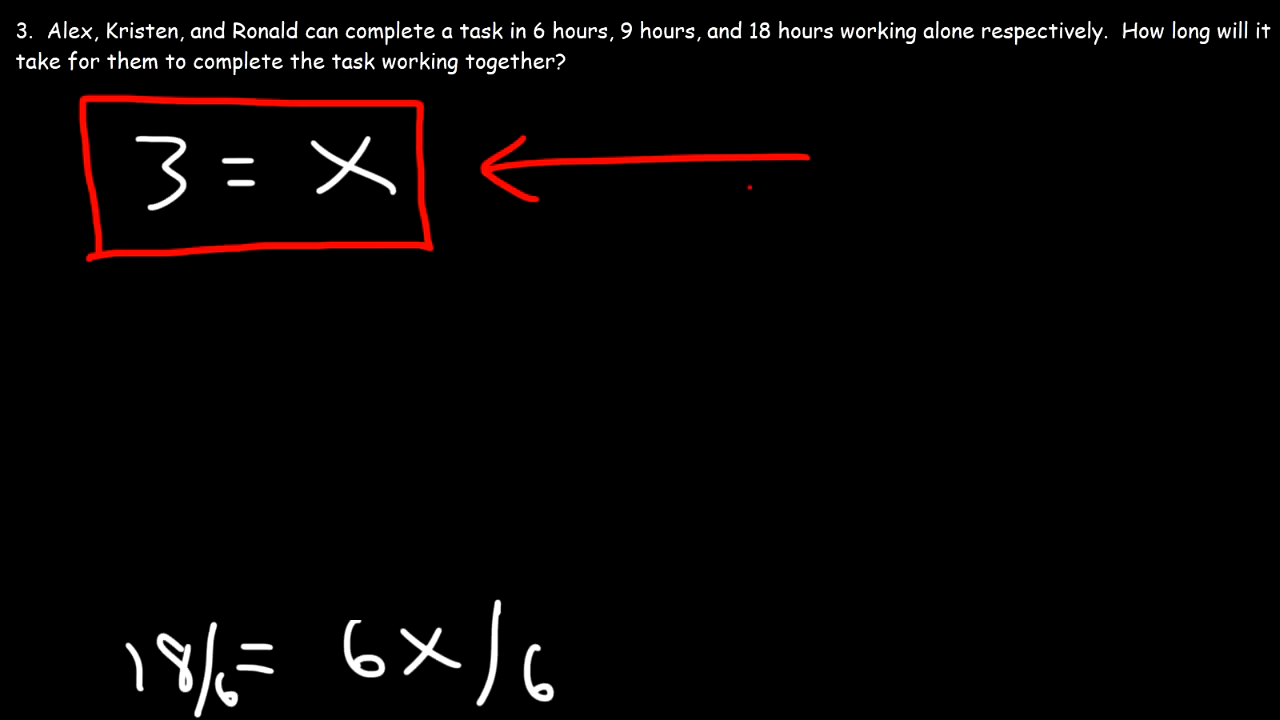 3. Alex, Kristen, and Ronald can complete a task in 6 hours, 9 hours, and 18 hours working alone respectively. How long will it
take for them to complete the task working together?
3 = x
18/6 = 6x/6